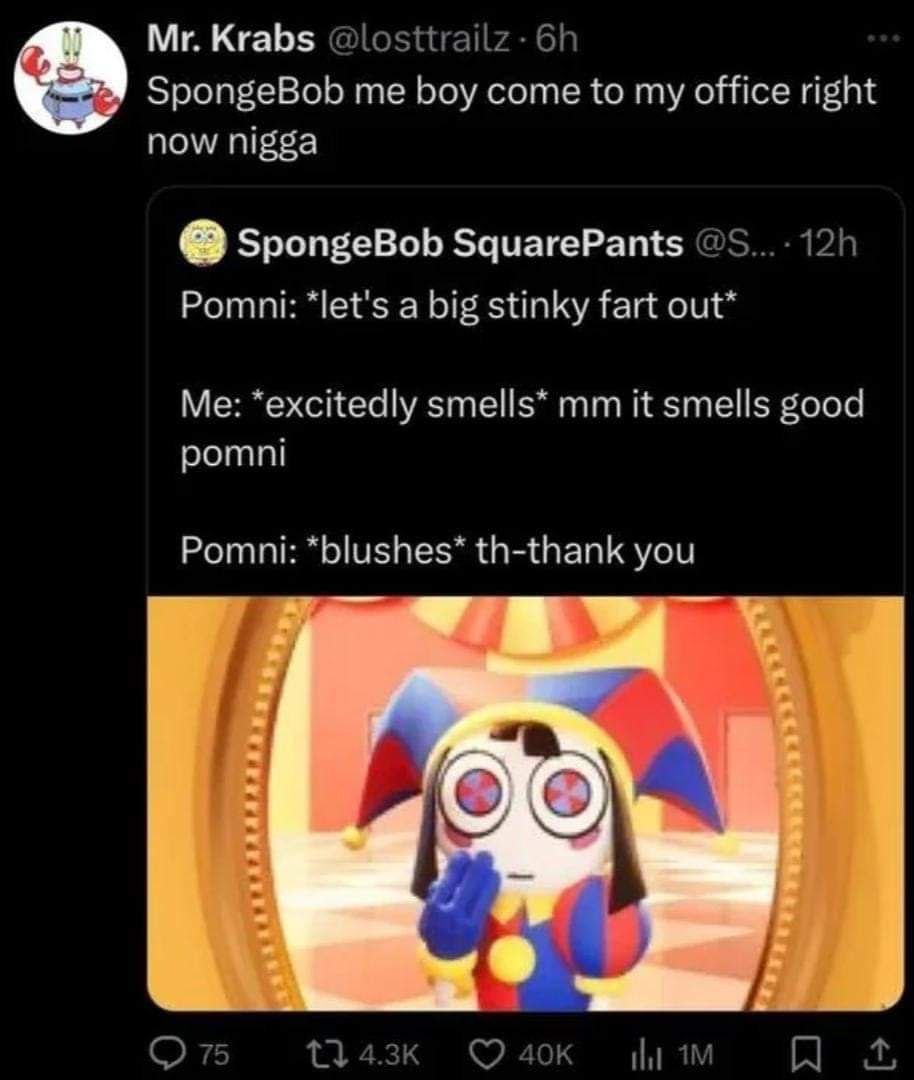 Mr. Krabs @losttrailz · 6h
SpongeBob me boy come to my office right
now nigga
SpongeBob SquarePants @S... · 12h
Pomni: *let's a big stinky fart out*
Me: *excitedly smells* mm it smells good
pomni
Pomni: *blushes* th-thank you
75 4.3K 40K 1M